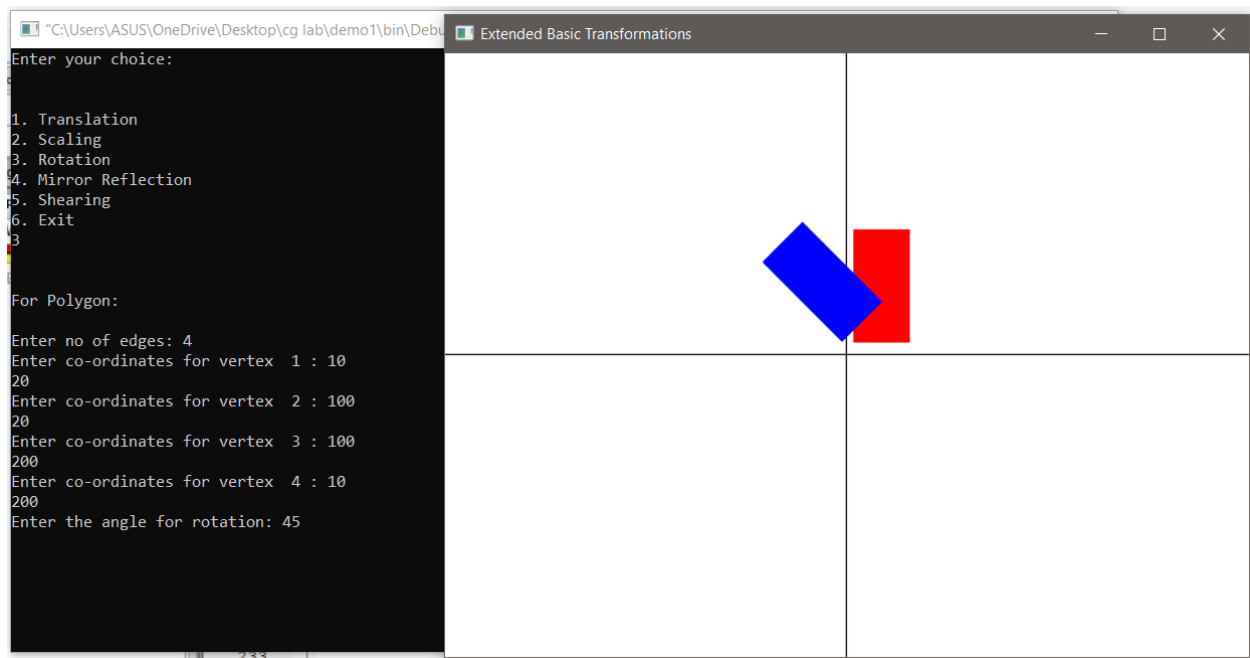 "C:\Users\ASUS\OneDrive\Desktop\cg lab\demo1\bin\Debu
Enter your choice:
1. Translation
2. Scaling
3. Rotation
4. Mirror Reflection
5. Shearing
6. Exit
3
For Polygon:
Enter no of edges: 4
Enter co-ordinates for vertex  1 : 10
20
Enter co-ordinates for vertex  2 : 100
20
Enter co-ordinates for vertex  3 : 100
200
Enter co-ordinates for vertex  4 : 10
200
Enter the angle for rotation: 45
Extended Basic Transformations
233